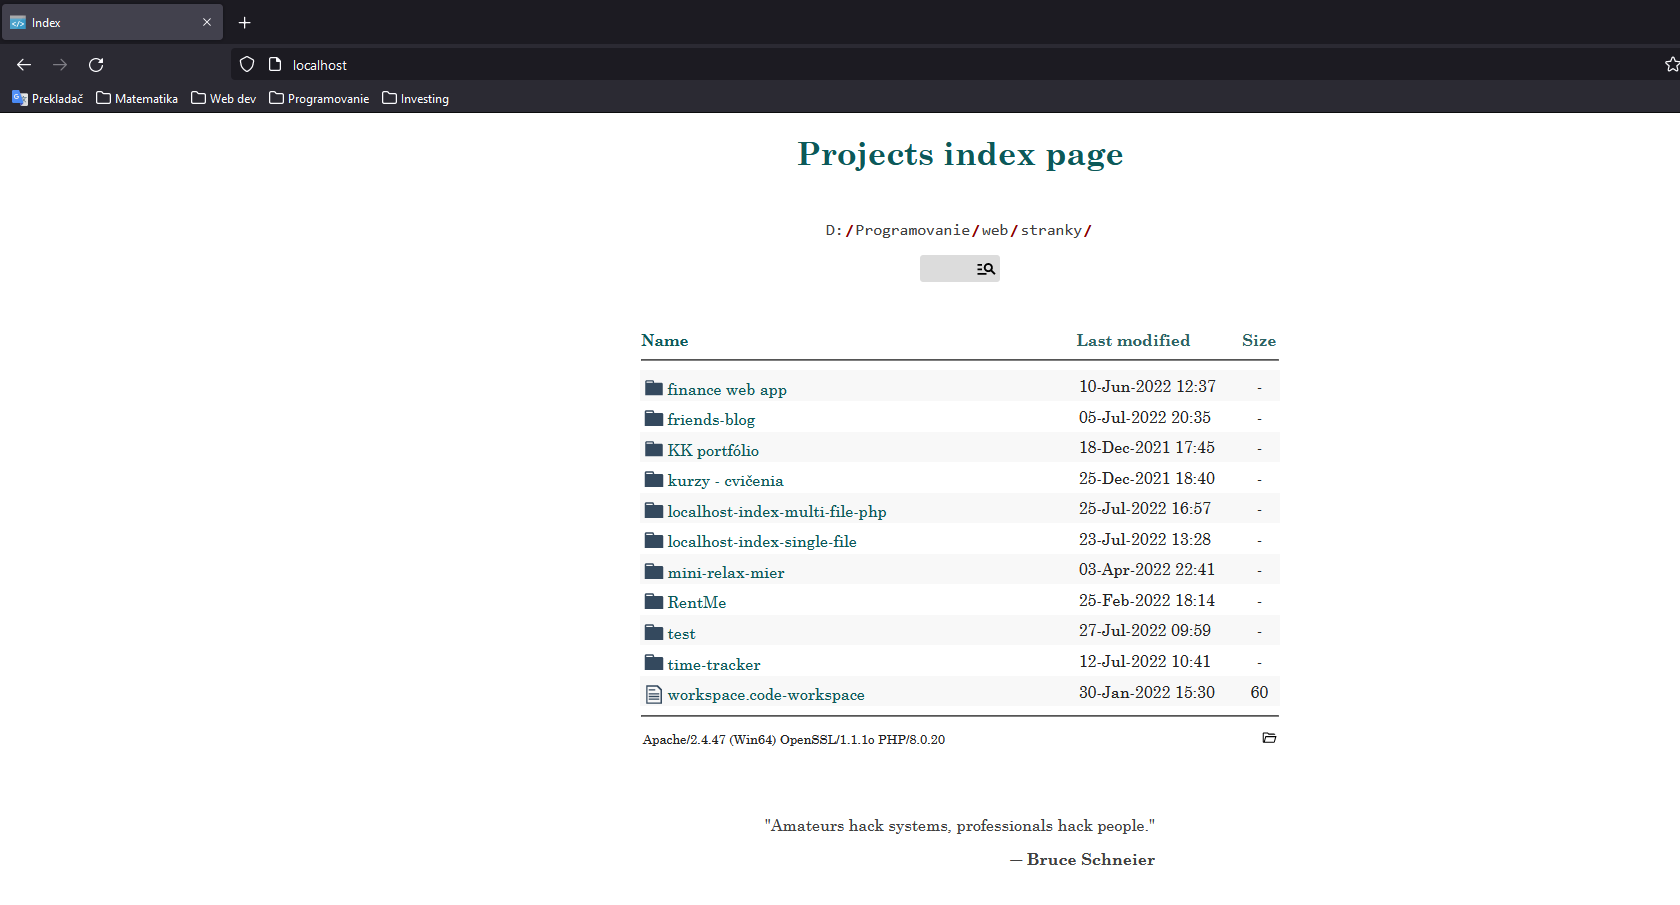 Index
localhost
Prekladač Matematika Web dev Programovanie Investing
Projects index page
D:/Programovanie/web/stranky/
Name Last modified Size
finance web app 10-Jun-2022 12:37 -
friends-blog 05-Jul-2022 20:35 -
KK portfólio 18-Dec-2021 17:45 -
kurzy - cvičenia 25-Dec-2021 18:40 -
localhost-index-multi-file-php 25-Jul-2022 16:57 -
localhost-index-single-file 23-Jul-2022 13:28 -
mini-relax-mier 03-Apr-2022 22:41 -
RentMe 25-Feb-2022 18:14 -
test 27-Jul-2022 09:59 -
time-tracker 12-Jul-2022 10:41 -
workspace.code-workspace 30-Jan-2022 15:30 60
Apache/2.4.47 (Win64) OpenSSL/1.1.1o PHP/8.0.20
"Amateurs hack systems, professionals hack people."
— Bruce Schneier